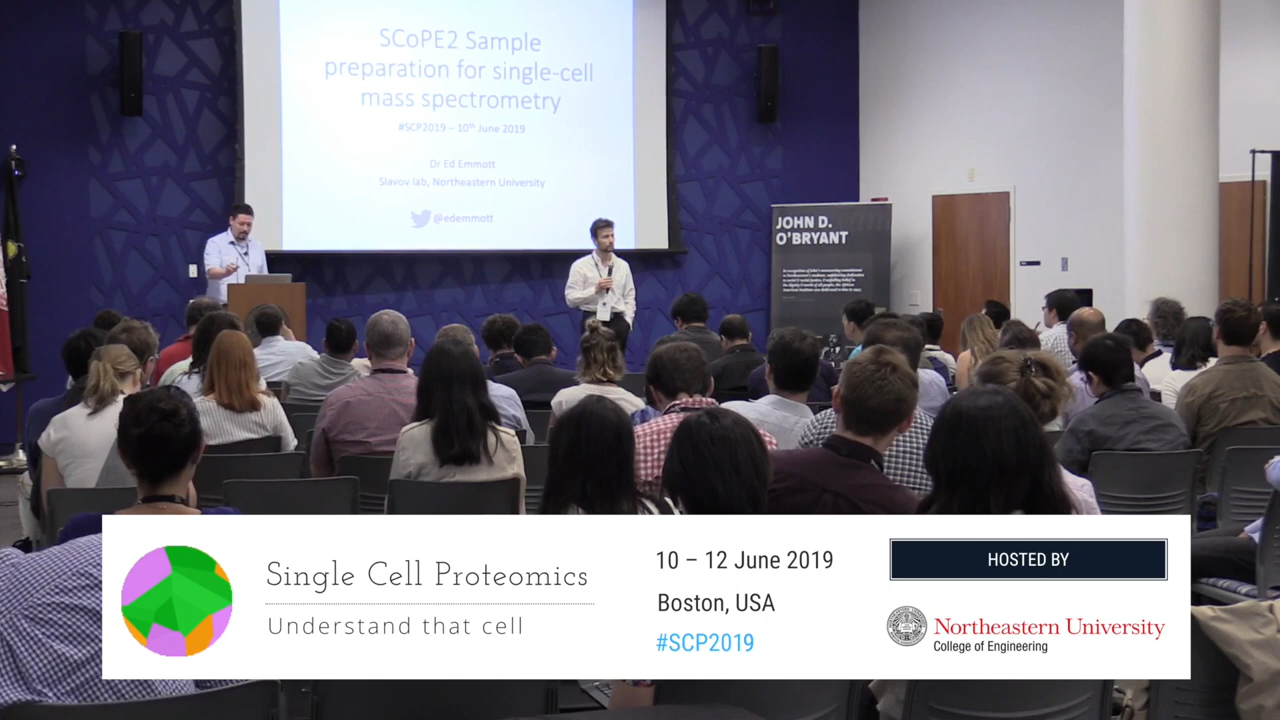 SCoPE2 Sample
preparation for single-cell
mass spectrometry
#SCP2019 – 10th June 2019
Dr Ed Emmott
Slavov lab, Northeastern University
@edemmott
JOHN D.
O'BRYANT
Single Cell Proteomics
Understand that cell
10 – 12 June 2019
Boston, USA
#SCP2019
HOSTED BY
Northeastern University
College of Engineering